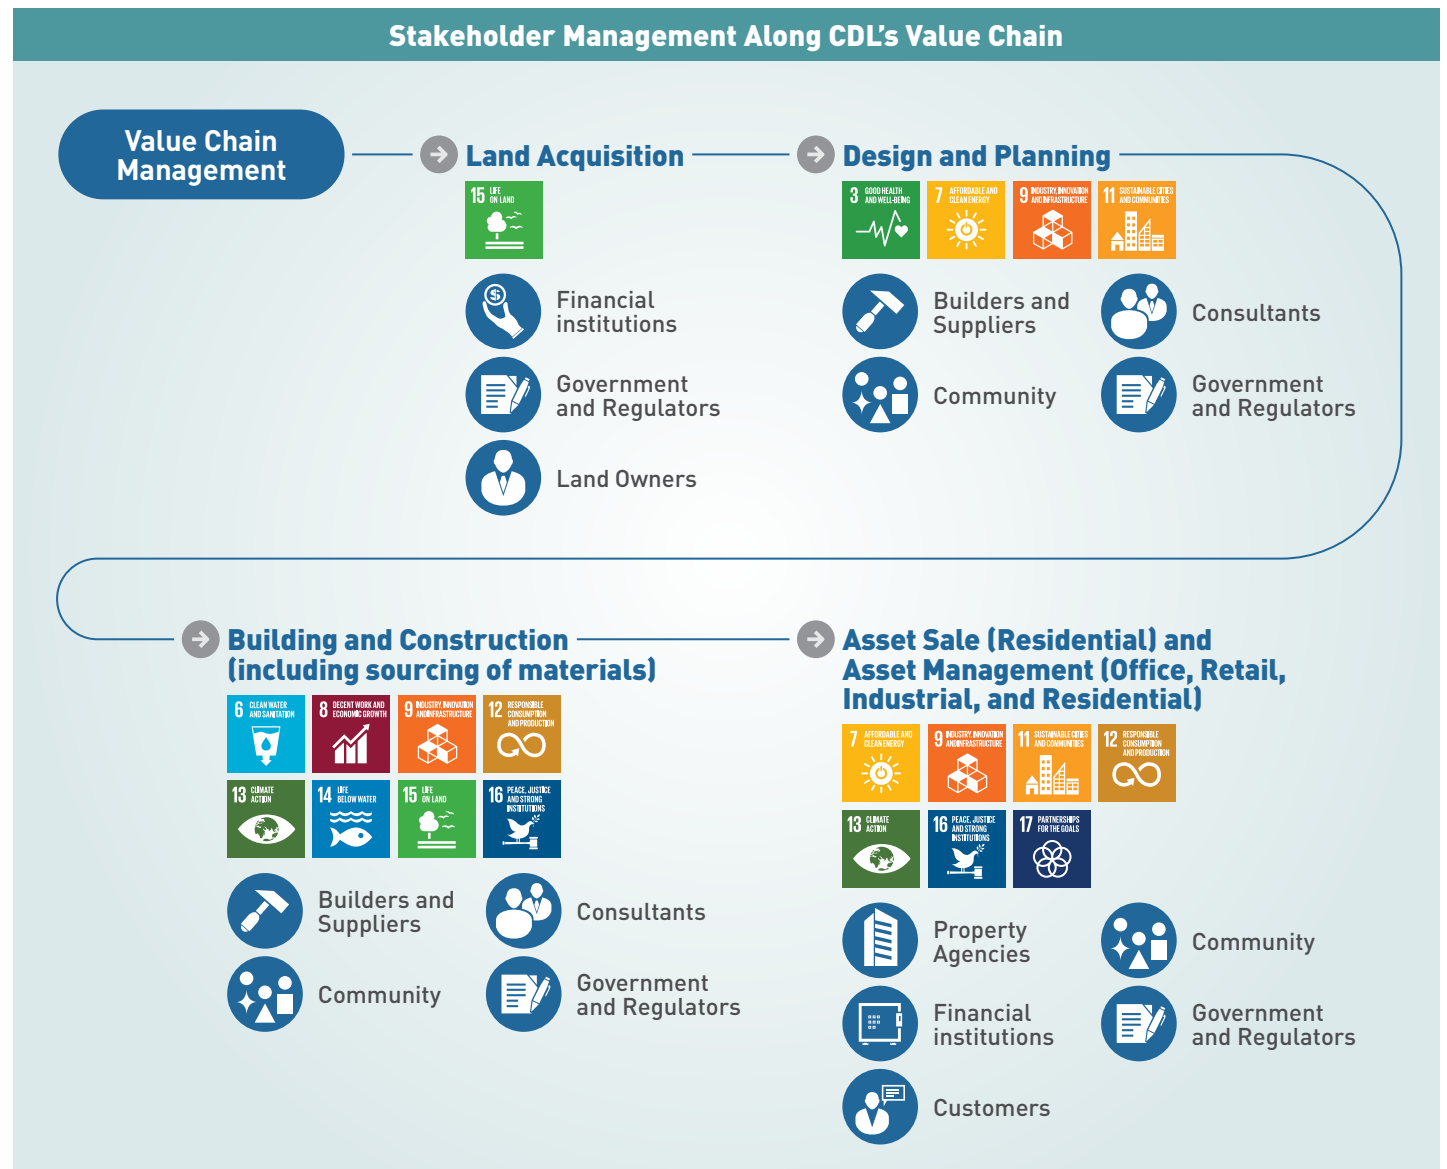 Stakeholder Management Along CDL's Value Chain
Value Chain
Management
Land Acquisition
15 LIFE
ON LAND
Financial
institutions
Government
and Regulators
Land Owners
Design and Planning
3 GOOD HEALTH
AND WELL-BEING
7 AFFORDABLE AND
CLEAN ENERGY
9 INDUSTRY, INNOVATION
AND INFRASTRUCTURE
11 SUSTAINABLE CITIES
AND COMMUNITIES
Builders and
Suppliers
Consultants
Community
Government
and Regulators
Building and Construction
(including sourcing of materials)
6 CLEAN WATER
AND SANITATION
8 DECENT WORK AND
ECONOMIC GROWTH
9 INDUSTRY, INNOVATION
AND INFRASTRUCTURE
12 RESPONSIBLE
CONSUMPTION
AND PRODUCTION
13 CLIMATE
ACTION
14 LIFE
BELOW WATER
15 LIFE
ON LAND
16 PEACE, JUSTICE
AND STRONG
INSTITUTIONS
Builders and
Suppliers
Consultants
Community
Government
and Regulators
Asset Sale (Residential) and
Asset Management (Office, Retail,
Industrial, and Residential)
7 AFFORDABLE AND
CLEAN ENERGY
9 INDUSTRY, INNOVATION
AND INFRASTRUCTURE
11 SUSTAINABLE CITIES
AND COMMUNITIES
12 RESPONSIBLE
CONSUMPTION
AND PRODUCTION
13 CLIMATE
ACTION
16 PEACE, JUSTICE
AND STRONG
INSTITUTIONS
17 PARTNERSHIPS
FOR THE GOALS
Property
Agencies
Community
Financial
institutions
Government
and Regulators
Customers